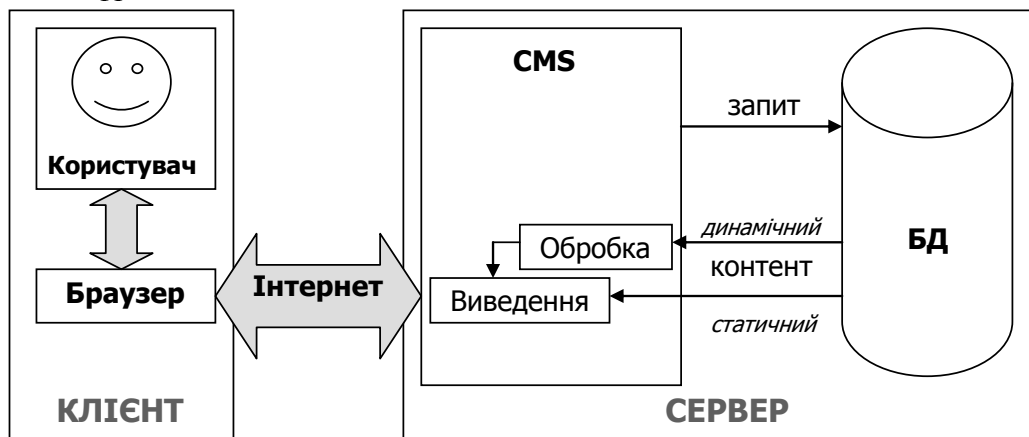 Користувач
Браузер
КЛІЄНТ
Інтернет
CMS
запит
Обробка
Виведення
динамічний
контент
статичний
БД
СЕРВЕР